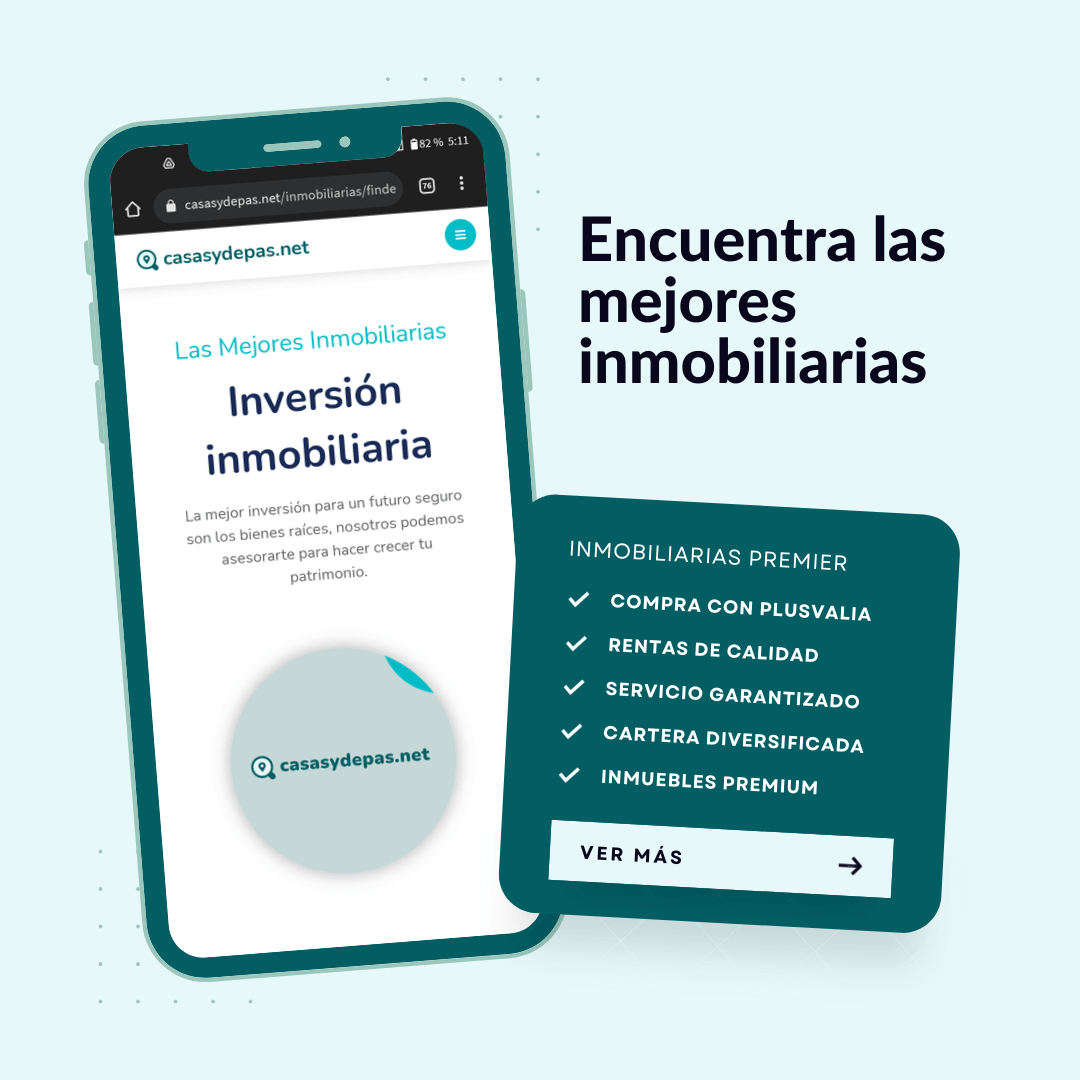 82 % 5:11
casasydepas.net/inmobiliarias/finde
76
casasydepas.net
Las Mejores Inmobiliarias
Inversión
inmobiliaria
La mejor inversión para un futuro seguro
son los bienes raíces, nosotros podemos
asesorarte para hacer crecer tu
patrimonio.
casasydepas.net
Encuentra las
mejores
inmobiliarias
INMOBILIARIAS PREMIER
COMPRA CON PLUSVALIA
RENTAS DE CALIDAD
SERVICIO GARANTIZADO
CARTERA DIVERSIFICADA
INMUEBLES PREMIUM
VER MÁS